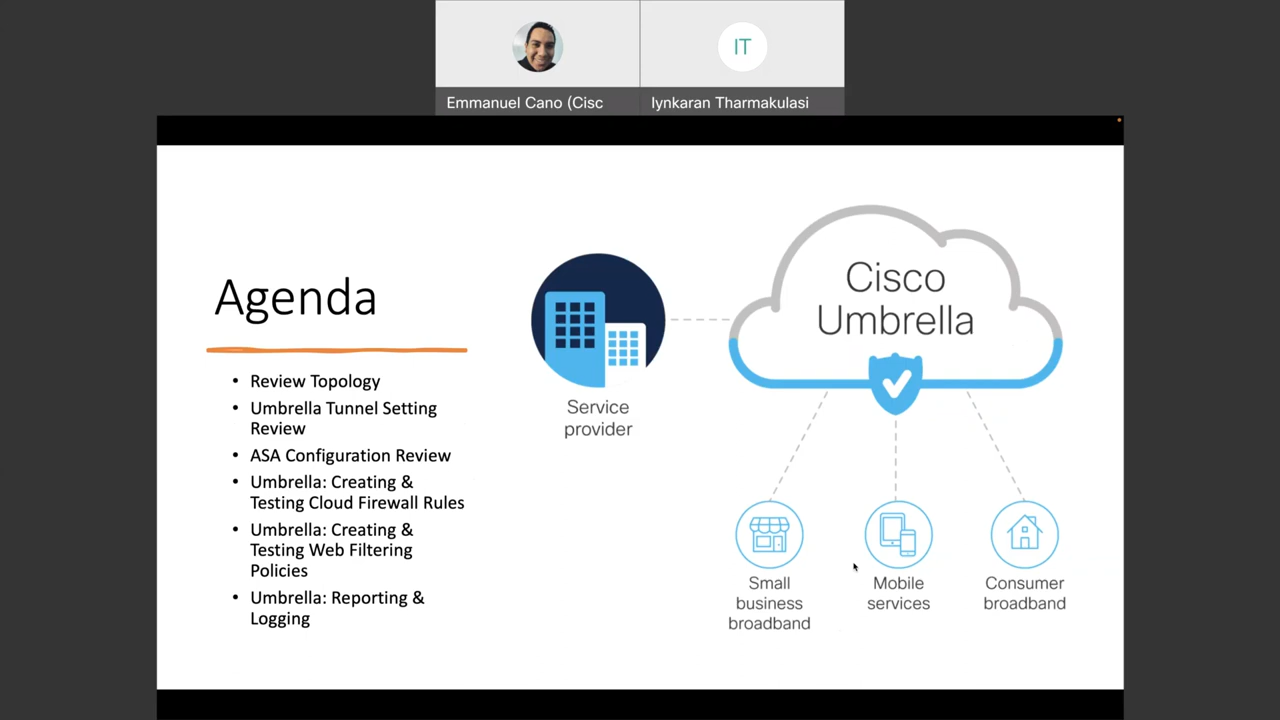 IT
Emmanuel Cano (Cisc
Iynkaran Tharmakulasi
Agenda
• Review Topology
• Umbrella Tunnel Setting
Review
• ASA Configuration Review
• Umbrella: Creating &
Testing Cloud Firewall Rules
• Umbrella: Creating &
Testing Web Filtering
Policies
• Umbrella: Reporting &
Logging
Service
provider
Cisco
Umbrella
Small
business
broadband
Mobile
services
Consumer
broadband